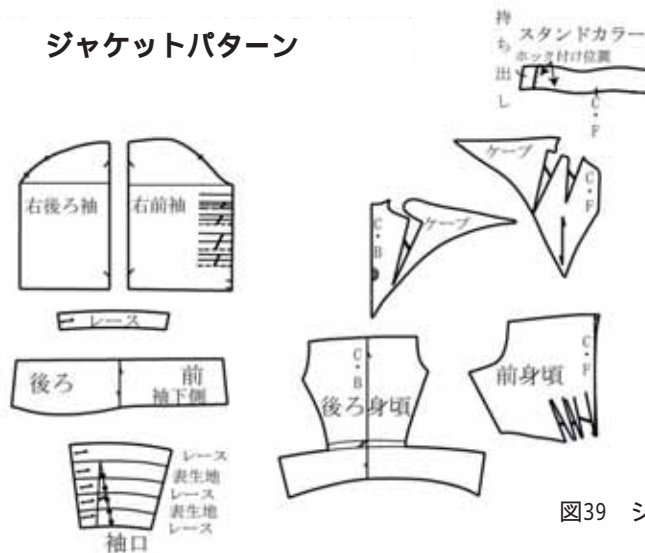 ジャケットパターン
持ち出し
スタンドカラー
ホック付け位置
C・F
ケープ
C・F
ケープ
C・B
右後ろ袖
右前袖
レース
後ろ
前
袖下側
C・B
後ろ身頃
C・F
前身頃
レース
表生地
レース
表生地
レース
袖口
図39 シ